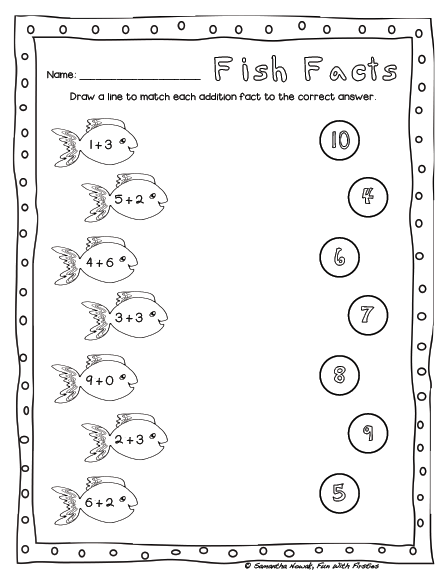 Name: ____________________ Fish Facts
Draw a line to match each addition fact to the correct answer.
1+3 10
5+2 4
4+6 6
3+3 7
9+0 8
2+3 9
6+2 5
© Samantha Nowak, Fun With Firsties